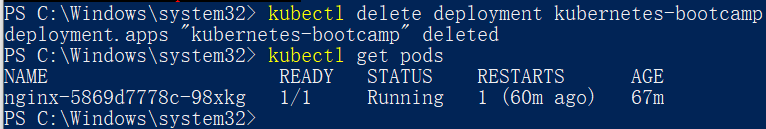 PS C:\Windows\system32> kubectl delete deployment kubernetes-bootcamp
deployment.apps "kubernetes-bootcamp" deleted
PS C:\Windows\system32> kubectl get pods
NAME READY STATUS RESTARTS AGE
nginx-5869d7778c-98xkg 1/1 Running 1 (60m ago) 67m
PS C:\Windows\system32>